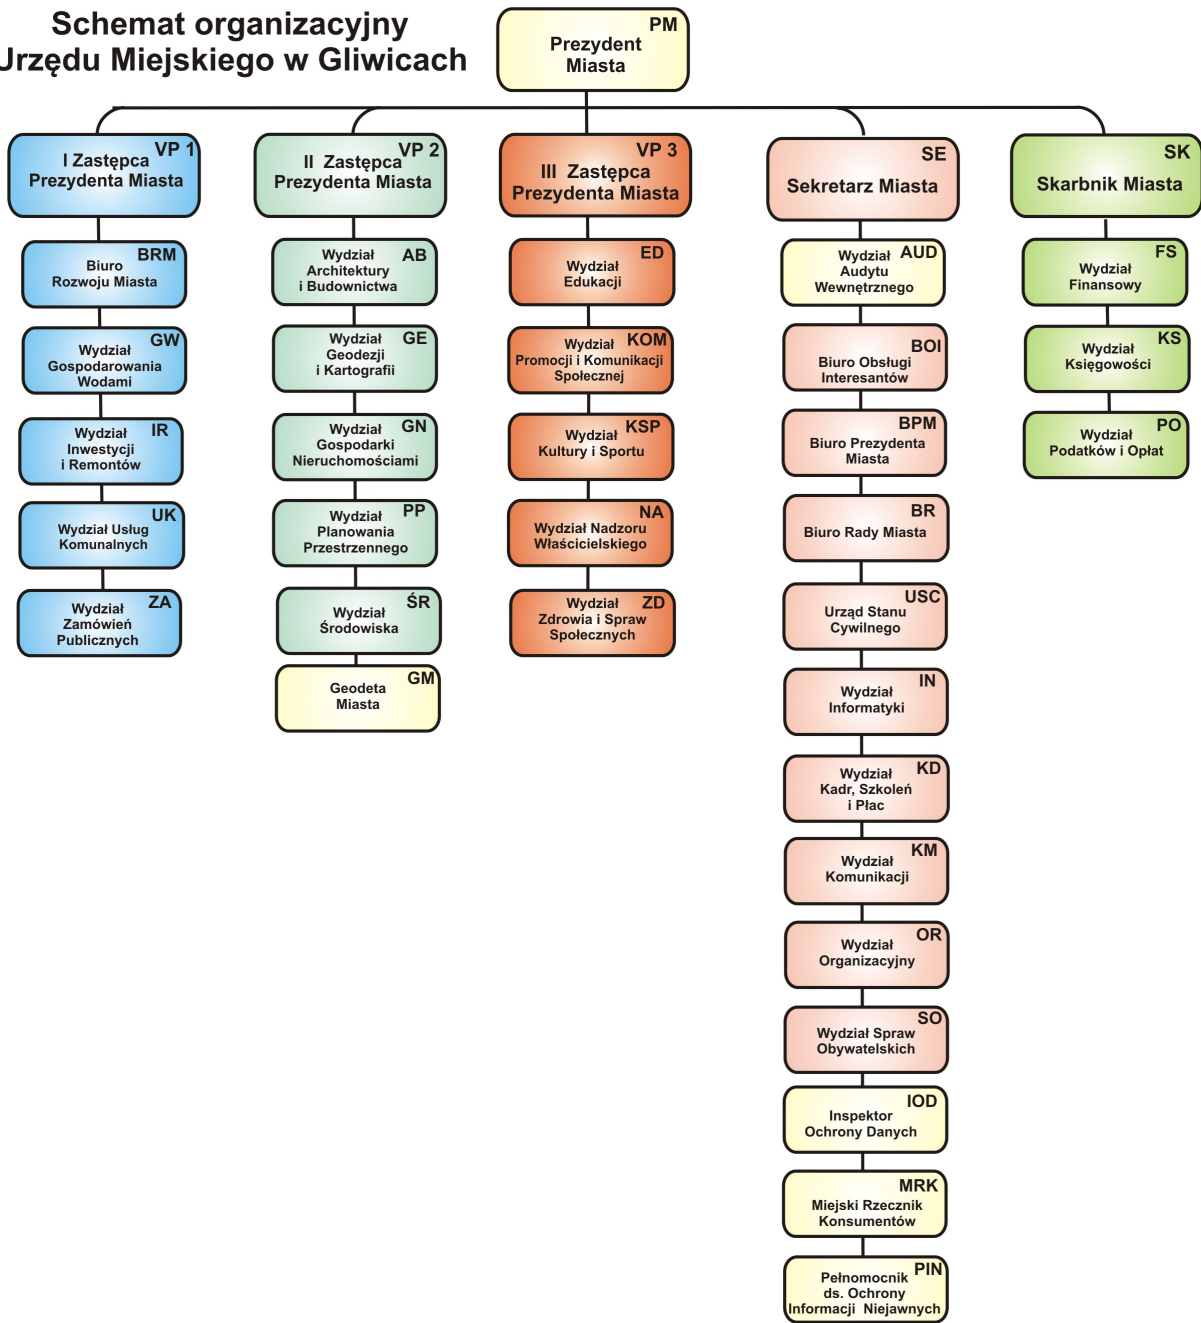 Schemat organizacyjny
Urzędu Miejskiego w Gliwicach
PM
Prezydent
Miasta
VP 1
I Zastępca
Prezydenta Miasta
BRM
Biuro
Rozwoju Miasta
GW
Wydział
Gospodarowania
Wodami
IR
Wydział
Inwestycji
i Remontów
UK
Wydział Usług
Komunalnych
ZA
Wydział
Zamówień
Publicznych
VP 2
II Zastępca
Prezydenta Miasta
AB
Wydział
Architektury
i Budownictwa
GE
Wydział
Geodezji
i Kartografii
GN
Wydział
Gospodarki
Nieruchomościami
PP
Wydział
Planowania
Przestrzennego
ŚR
Wydział
Środowiska
GM
Geodeta
Miasta
VP 3
III Zastępca
Prezydenta Miasta
ED
Wydział
Edukacji
KOM
Wydział
Promocji i Komunikacji
Społecznej
KSP
Wydział
Kultury i Sportu
NA
Wydział Nadzoru
Właścicielskiego
ZD
Wydział
Zdrowia i Spraw
Społecznych
SE
Sekretarz Miasta
AUD
Wydział
Audytu
Wewnętrznego
BOI
Biuro Obsługi
Interesantów
BPM
Biuro Prezydenta
Miasta
BR
Biuro Rady Miasta
USC
Urząd Stanu
Cywilnego
IN
Wydział
Informatyki
KD
Wydział
Kadr, Szkoleń
i Płac
KM
Wydział
Komunikacji
OR
Wydział
Organizacyjny
SO
Wydział Spraw
Obywatelskich
IOD
Inspektor
Ochrony Danych
MRK
Miejski Rzecznik
Konsumentów
PIN
Pełnomocnik
ds. Ochrony
Informacji Niejawnych
SK
Skarbnik Miasta
FS
Wydział
Finansowy
KS
Wydział
Księgowości
PO
Wydział
Podatków i Opłat